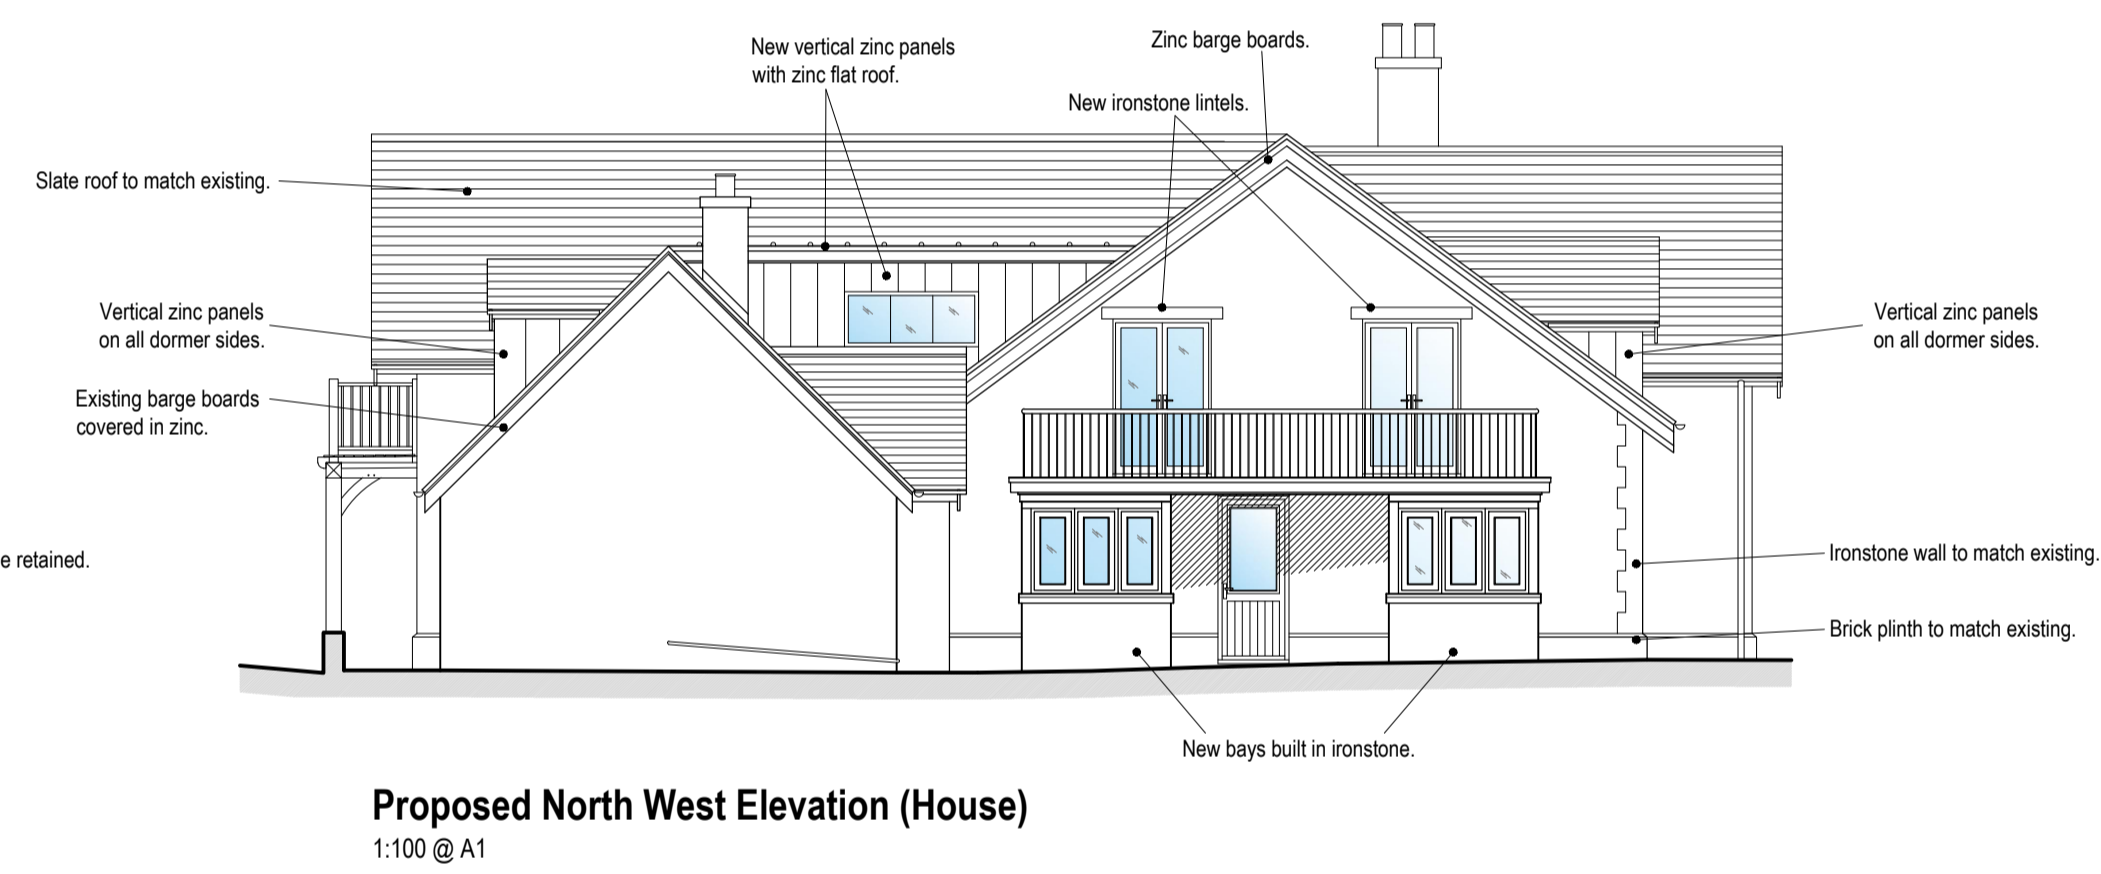 New vertical zinc panels
with zinc flat roof.
Zinc barge boards.
New ironstone lintels.
Slate roof to match existing.
Vertical zinc panels
on all dormer sides.
Existing barge boards
covered in zinc.
Vertical zinc panels
on all dormer sides.
e retained.
Ironstone wall to match existing.
Brick plinth to match existing.
New bays built in ironstone.
Proposed North West Elevation (House)
1:100 @ A1